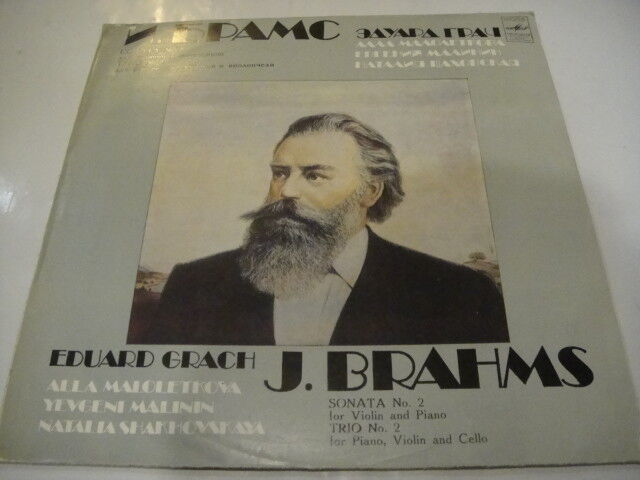 И. БРАМС
ЭДУАРД ГРАЧ
АЛЛА МАЛОЛЕТКОВА
ЕВГЕНИЙ МАЛИНИН
НАТАЛИЯ ШАХОВСКАЯ
и виолончели
EDUARD GRACH
J. BRAHMS
ALLA MALOLETKOVA
YEVGENI MALININ
NATALIA SHAKHOVSKAYA
SONATA No. 2
for Violin and Piano
TRIO No. 2
for Piano, Violin and Cello